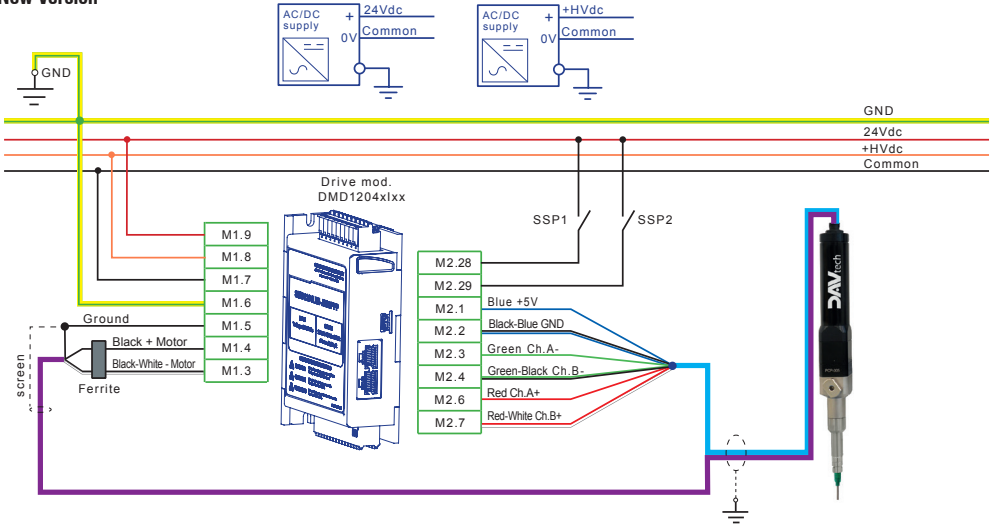 New Version
AC/DC
supply
+
24Vdc
0V
Common
AC/DC
supply
+
+HVdc
0V
Common
GND
GND
24Vdc
+HVdc
Common
Drive mod.
DMD1204xIxx
SSP1
SSP2
M1.9
M1.8
M1.7
M1.6
Ground
M1.5
Black + Motor
M1.4
Black-White - Motor
M1.3
Ferrite
screen
M2.28
M2.29
M2.1
Blue +5V
M2.2
Black-Blue GND
M2.3
Green Ch.A-
M2.4
Green-Black Ch.B-
M2.6
Red Ch.A+
M2.7
Red-White Ch.B+
DAVtech